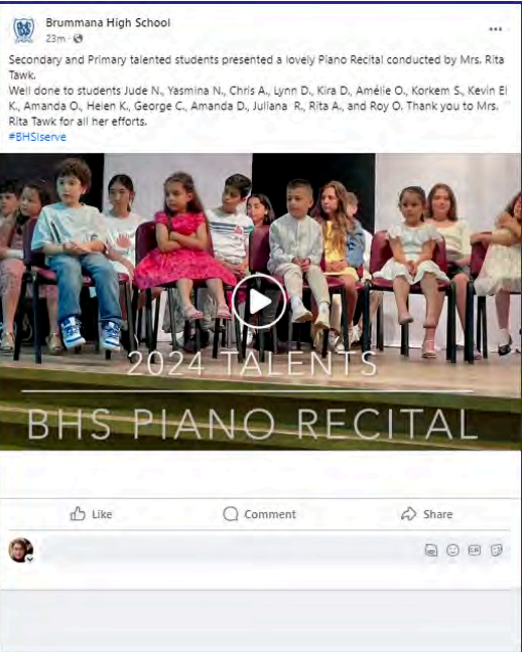 Brummana High School
23m
Secondary and Primary talented students presented a lovely Piano Recital conducted by Mrs. Rita
Tawk.
Well done to students Jude N., Yasmina N., Chris A., Lynn D., Kira D., Amélie O., Korkem S., Kevin El
K., Amanda O., Helen K., George C., Amanda D., Juliana R., Rita A., and Roy O. Thank you to Mrs.
Rita Tawk for all her efforts.
#BHSIserve
2024 TALENTS
BHS PIANO RECITAL
Like Comment Share